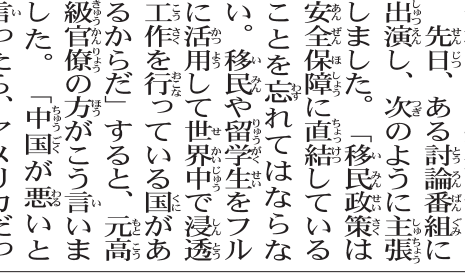 先日、ある討論番組に
出演し、次のように主張
しました。「移民政策は
安全保障に直結している
ことを忘れてはならな
い。移民や留学生をフル
に活用して世界中で浸透
工作を行っている国があ
るからだ」すると、元高
級官僚の方がこう言いま
した。「中国が悪いと
言ったら、アメリカだっ